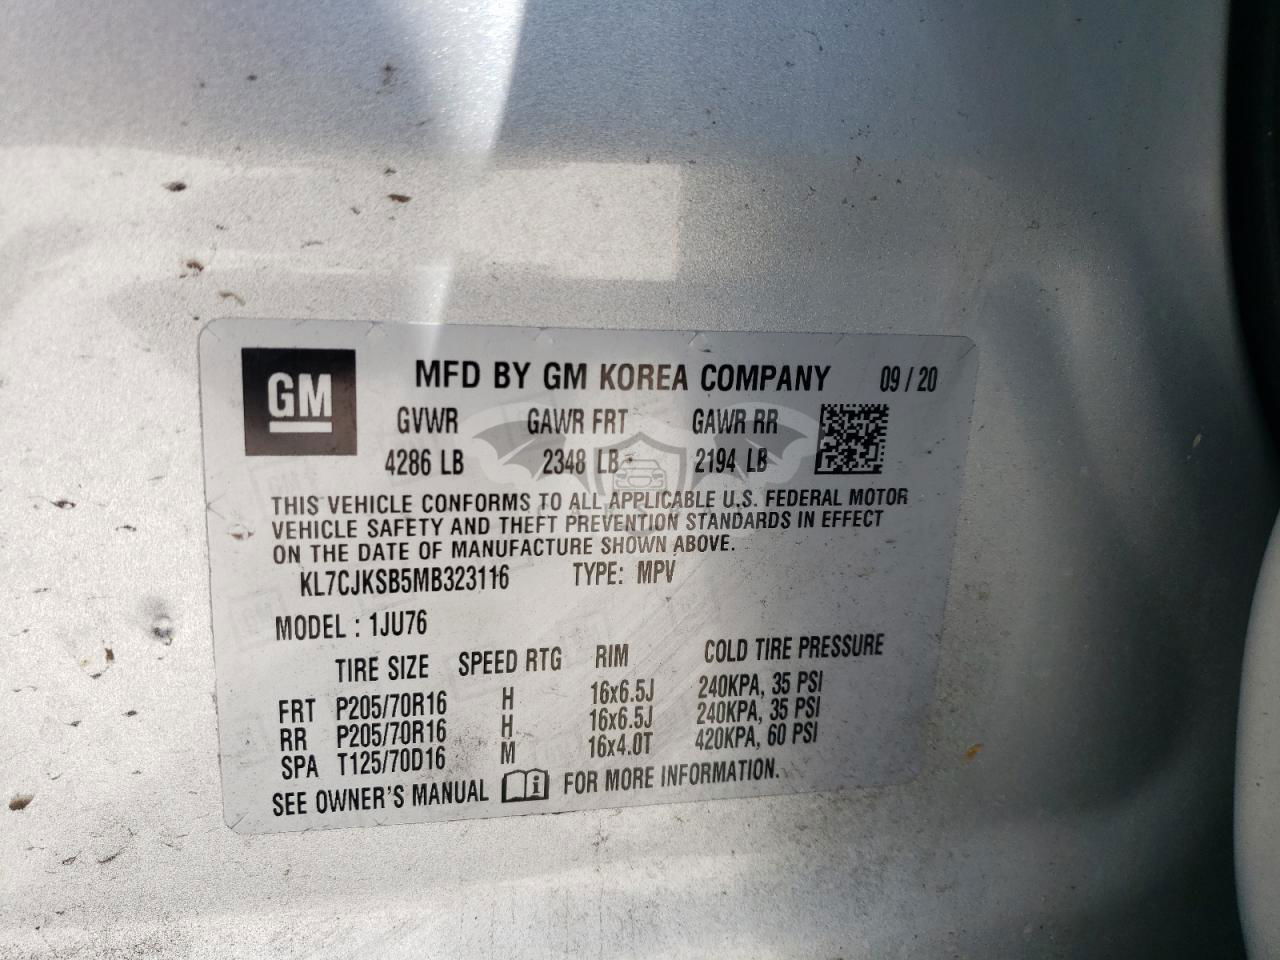 GM
MFD BY GM KOREA COMPANY 09/20
GVWR GAWR FRT GAWR RR
4286 LB 2348 LB 2194 LB
THIS VEHICLE CONFORMS TO ALL APPLICABLE U.S. FEDERAL MOTOR
VEHICLE SAFETY AND THEFT PREVENTION STANDARDS IN EFFECT
ON THE DATE OF MANUFACTURE SHOWN ABOVE.
KL7CJKSB5MB323116 TYPE: MPV
MODEL : 1JU76
TIRE SIZE SPEED RTG RIM COLD TIRE PRESSURE
FRT P205/70R16 H 16x6.5J 240KPA, 35 PSI
RR P205/70R16 H 16x6.5J 240KPA, 35 PSI
SPA T125/70D16 M 16x4.0T 420KPA, 60 PSI
SEE OWNER'S MANUAL FOR MORE INFORMATION.